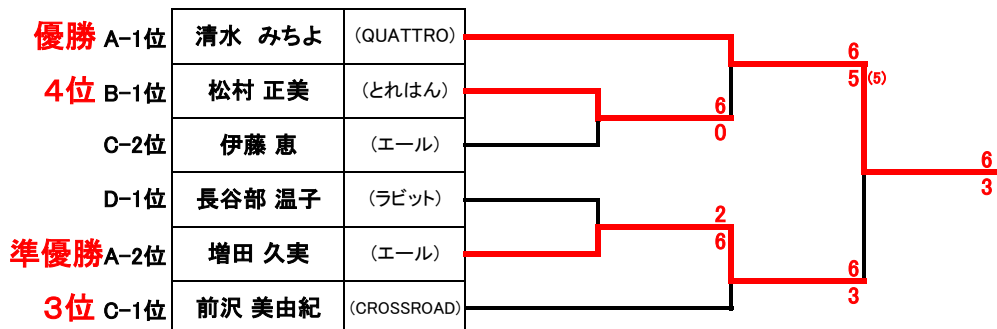 優勝 A-1位 清水 みちよ (QUATTRO)
4位 B-1位 松村 正美 (とれはん)
C-2位 伊藤 恵 (エール)
D-1位 長谷部 温子 (ラビット)
準優勝 A-2位 増田 久実 (エール)
3位 C-1位 前沢 美由紀 (CROSSROAD)
6
0
2
6
6
5 (5)
6
3
6
3